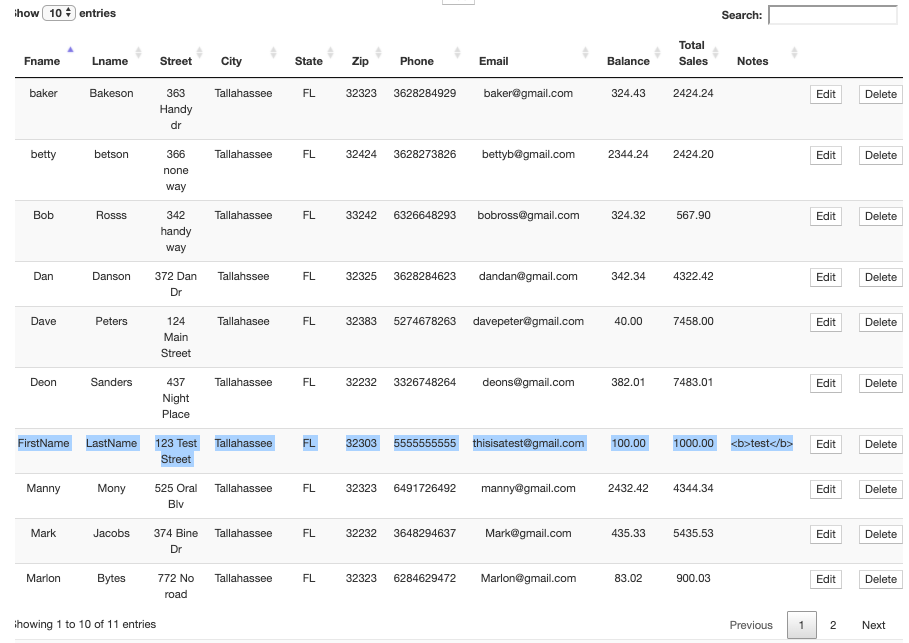 Show 10 entries
Search:
Fname Lname Street City State Zip Phone Email Balance Total Sales Notes
baker Bakeson 363 Handy dr Tallahassee FL 32323 3628284929 baker@gmail.com 324.43 2424.24 Edit Delete
betty betson 366 none way Tallahassee FL 32424 3628273826 bettyb@gmail.com 2344.24 2424.20 Edit Delete
Bob Rosss 342 handy way Tallahassee FL 33242 6326648293 bobross@gmail.com 324.32 567.90 Edit Delete
Dan Danson 372 Dan Dr Tallahssee FL 32325 3628284623 dandan@gmail.com 342.34 4322.42 Edit Delete
Dave Peters 124 Main Street Tallahasee FL 32383 5274678263 davepeter@gmail.com 40.00 7458.00 Edit Delete
Deon Sanders 437 Night Place Tallahassee FL 32232 3326748264 deons@gmail.com 382.01 7483.01 Edit Delete
FirstName LastName 123 Test Street Tallahassee FL 32303 5555555555 thisisatest@gmail.com 100.00 1000.00 <b>test</b> Edit Delete
Manny Mony 525 Oral Blv Tallahassee FL 32323 6491726492 manny@gmail.com 2432.42 4344.34 Edit Delete
Mark Jacobs 374 Bine Dr Tallahassee FL 32232 3648294637 Mark@gmail.com 435.33 5435.53 Edit Delete
Marlon Bytes 772 No road Tallahassee FL 32323 6284629472 Marlon@gmail.com 83.02 900.03 Edit Delete
Showing 1 to 10 of 11 entries
Previous 1 2 Next